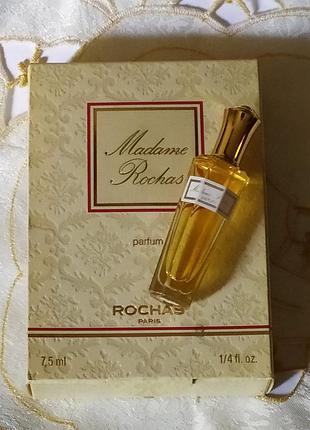 Madame
Rochas
parfum
ROCHAS
PARIS
7,5 ml 1/4 fl. oz.